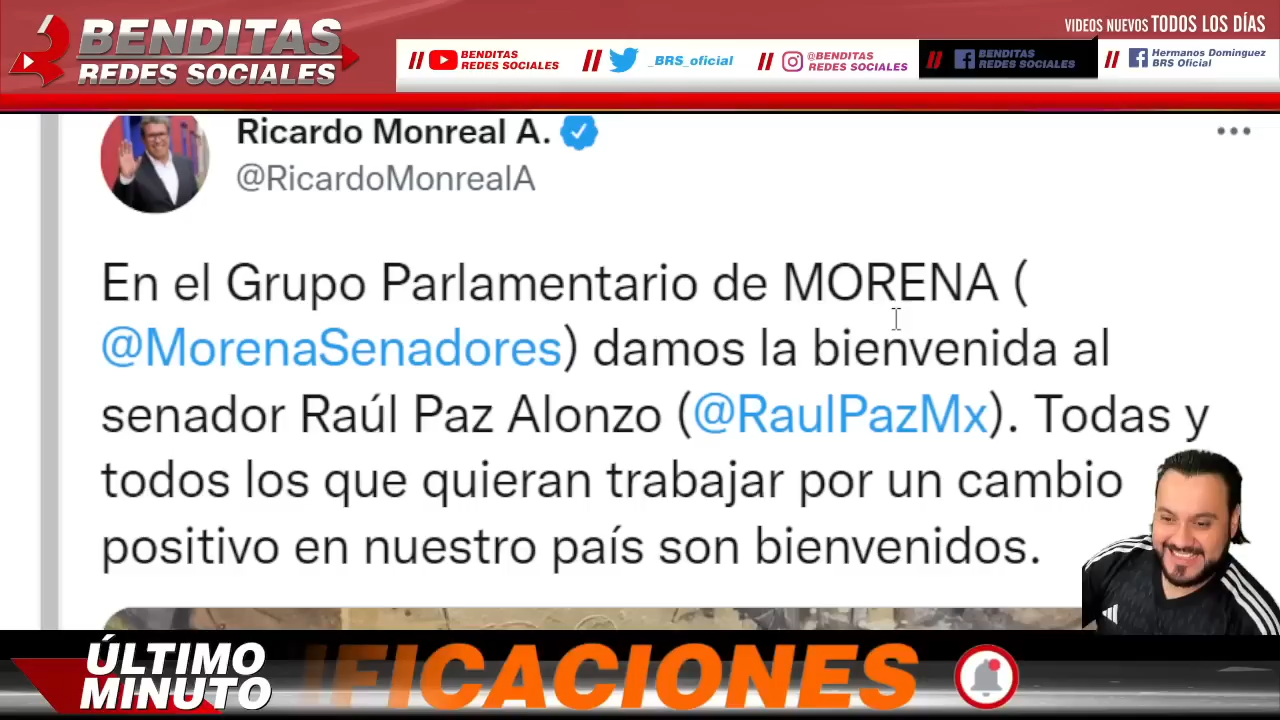 BENDITAS
REDES SOCIALES
VIDEOS NUEVOS TODOS LOS DÍAS
// BENDITAS
REDES SOCIALES
// _BRS_oficial
// @BENDITAS
REDES SOCIALES
// BENDITAS
REDES SOCIALES
// Hermanos Dominguez
BRS Oficial
Ricardo Monreal A.
@RicardoMonrealA
En el Grupo Parlamentario de MORENA (
@MorenaSenadores) damos la bienvenida al
senador Raúl Paz Alonzo (@RaulPazMx). Todas y
todos los que quieran trabajar por un cambio
positivo en nuestro país son bienvenidos.
ÚLTIMO
MINUTO
IFICACIONES